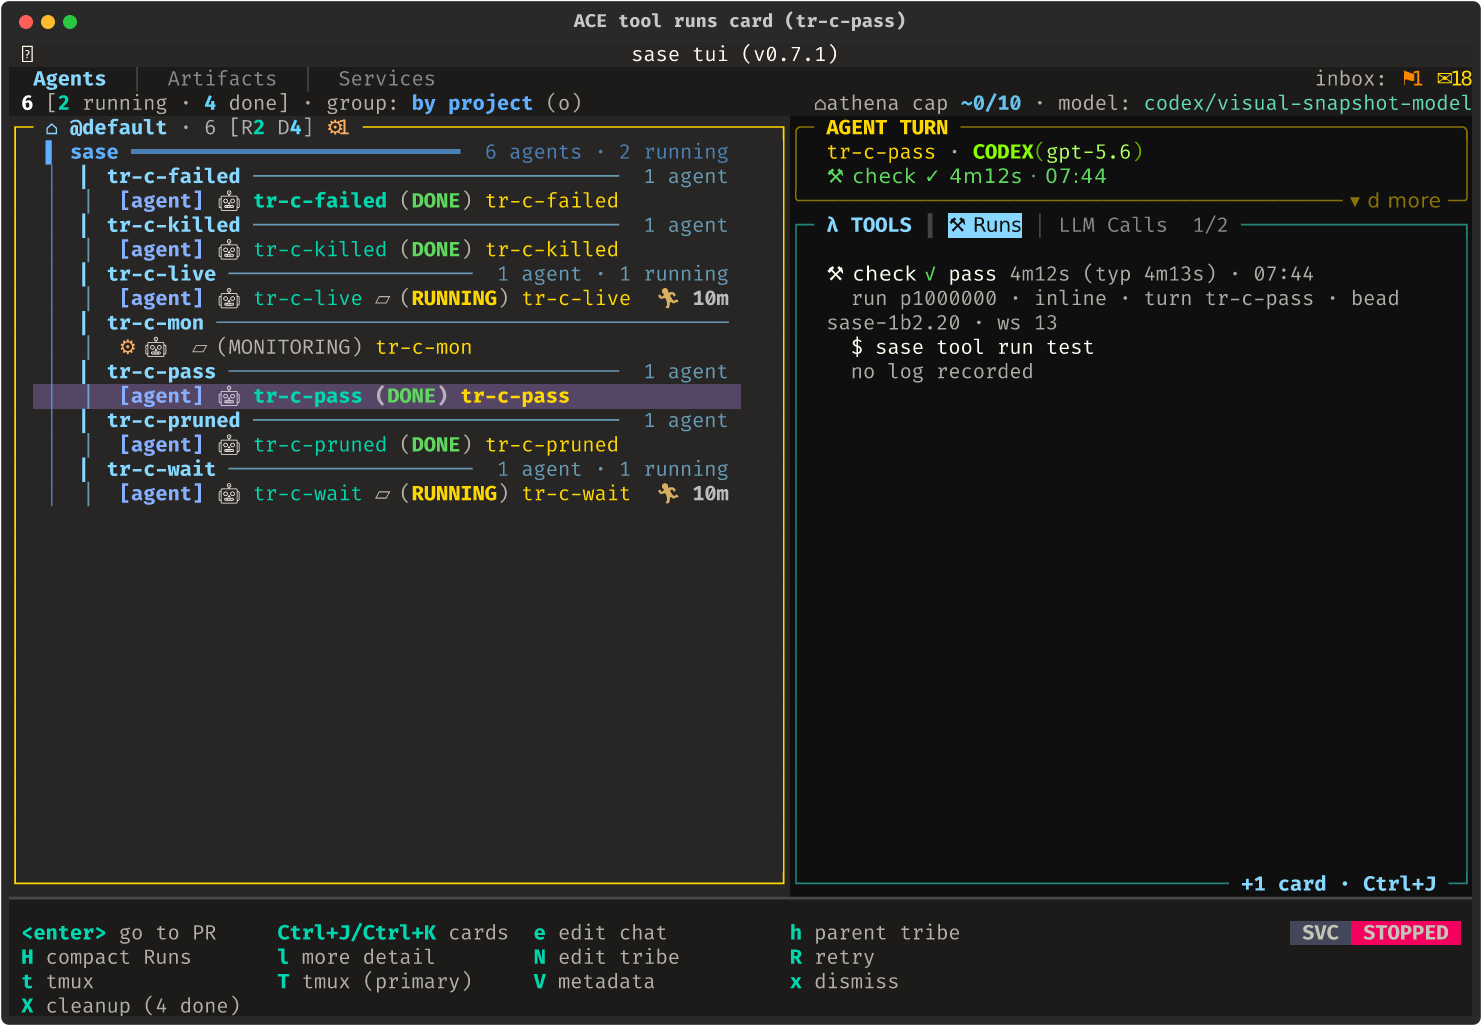 ACE tool runs card (tr-c-pass)
sase tui (v0.7.1)
Agents │ Artifacts │ Services
inbox: ⚑1 ✉18
6 [2 running · 4 done] · group: by project (o)
⌂athena cap ~0/10 · model: codex/visual-snapshot-model
⌂ @default · 6 [R2 D4] ⚙1
sase 6 agents · 2 running
tr-c-failed 1 agent
[agent] 🤖 tr-c-failed (DONE) tr-c-failed
tr-c-killed 1 agent
[agent] 🤖 tr-c-killed (DONE) tr-c-killed
tr-c-live 1 agent · 1 running
[agent] 🤖 tr-c-live ▱ (RUNNING) tr-c-live 🏃 10m
tr-c-mon
⚙ 🤖 ▱ (MONITORING) tr-c-mon
tr-c-pass 1 agent
[agent] 🤖 tr-c-pass (DONE) tr-c-pass
tr-c-pruned 1 agent
[agent] 🤖 tr-c-pruned (DONE) tr-c-pruned
tr-c-wait 1 agent · 1 running
[agent] 🤖 tr-c-wait ▱ (RUNNING) tr-c-wait 🏃 10m
AGENT TURN
tr-c-pass · CODEX(gpt-5.6)
⚒ check ✓ 4m12s · 07:44
▾ d more
λ TOOLS ⚒ Runs │ LLM Calls 1/2
⚒ check ✓ pass 4m12s (typ 4m13s) · 07:44
run p1000000 · inline · turn tr-c-pass · bead
sase-1b2.20 · ws 13
$ sase tool run test
no log recorded
+1 card · Ctrl+J
<enter> go to PR Ctrl+J/Ctrl+K cards e edit chat h parent tribe
H compact Runs l more detail N edit tribe R retry
t tmux T tmux (primary) V metadata x dismiss
X cleanup (4 done)
SVC STOPPED